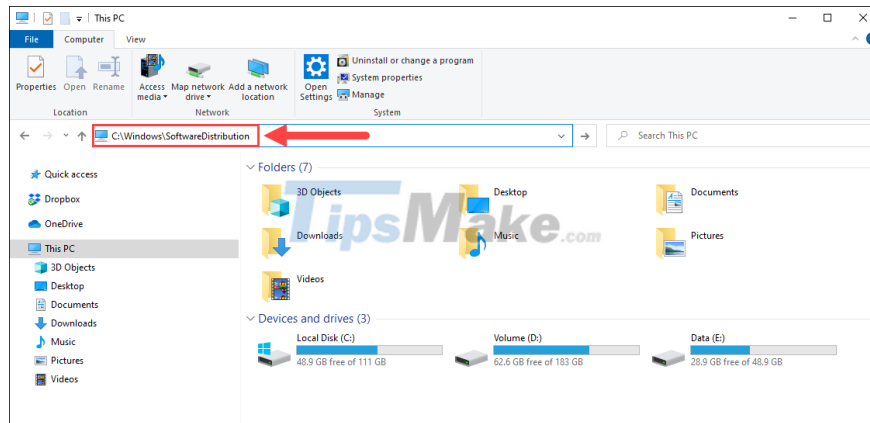 This PC
File Computer View
Properties Open Rename Access media Map network drive Add a network location Open Settings Uninstall or change a program
System properties
Manage
Location Network System
C:\Windows\SoftwareDistribution
Search This PC
Quick access
Dropbox
OneDrive
This PC
3D Objects
Desktop
Documents
Downloads
Music
Pictures
Videos
Folders (7)
3D Objects Desktop Documents
Downloads Music Pictures
Videos
TipsMake.com
Devices and drives (3)
Local Disk (C:) Volume (D:) Data (E:)
48.9 GB free of 111 GB 62.6 GB free of 183 GB 28.9 GB free of 48.9 GB